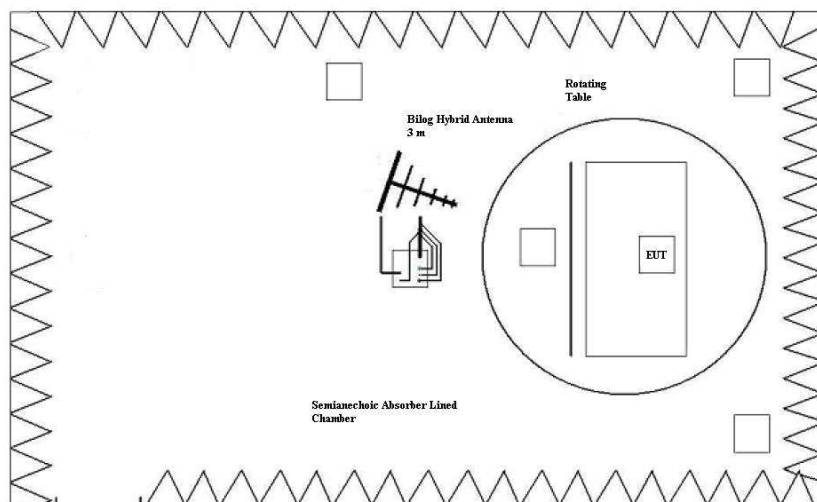 Rotating
Table
Bilog Hybrid Antenna
3 m
EUT
Semianechoic Absorber Lined
Chamber